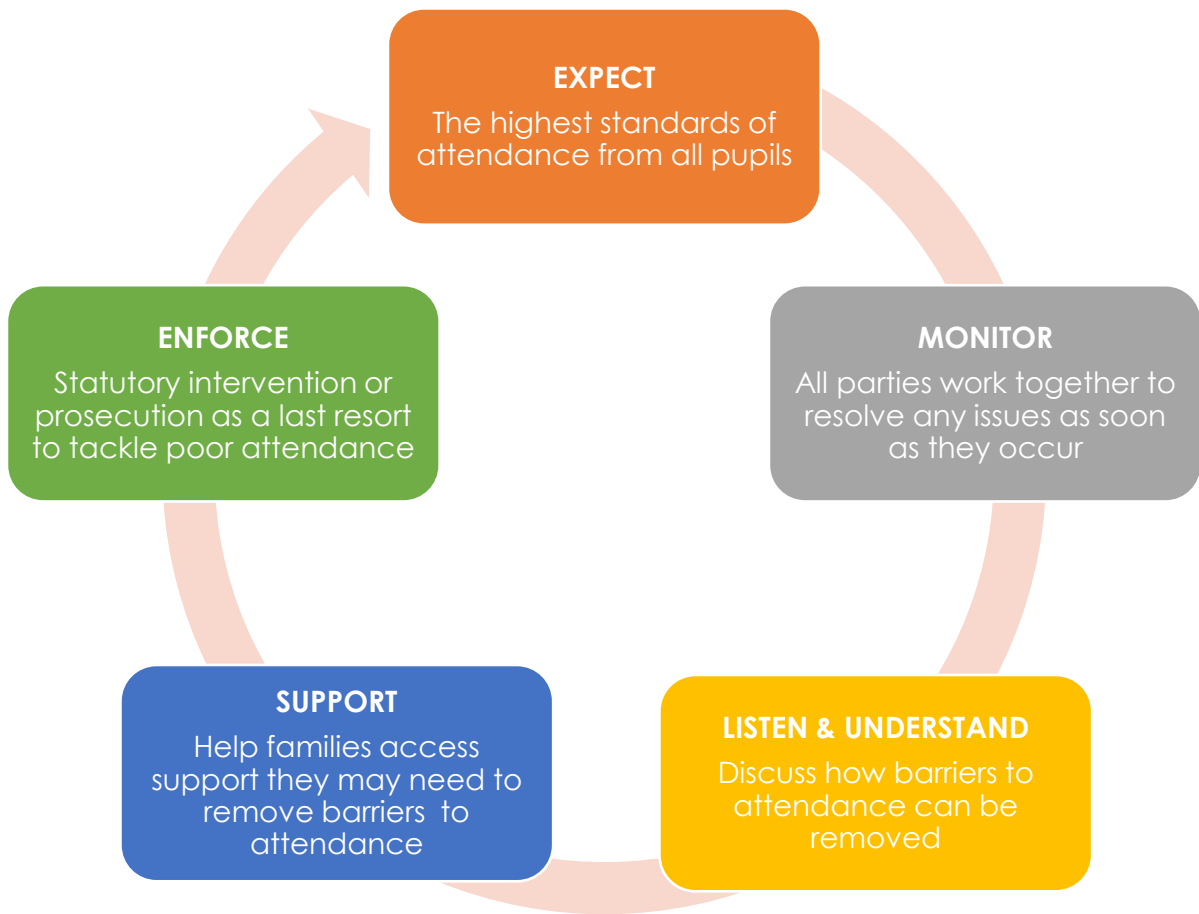 EXPECT
The highest standards of
attendance from all pupils
MONITOR
All parties work together to
resolve any issues as soon
as they occur
LISTEN & UNDERSTAND
Discuss how barriers to
attendance can be
removed
SUPPORT
Help families access
support they may need to
remove barriers to
attendance
ENFORCE
Statutory intervention or
prosecution as a last resort
to tackle poor attendance